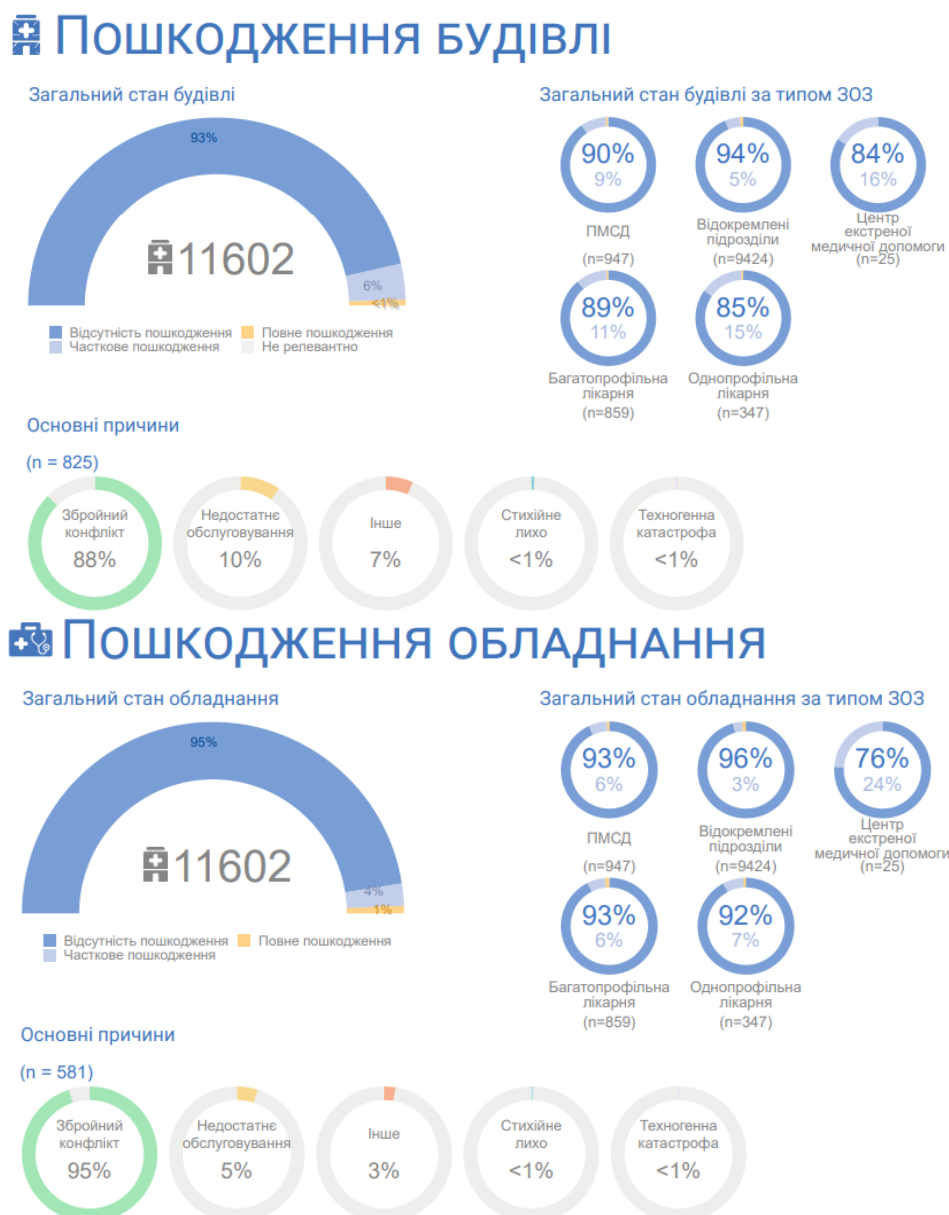 ПОШКОДЖЕННЯ БУДІВЛІ
Загальний стан будівлі
93%
11602
6%
<1%
Відсутність пошкодження
Повне пошкодження
Часткове пошкодження
Не релевантно
Загальний стан будівлі за типом ЗОЗ
90%
9%
ПМСД
(n=947)
94%
5%
Відокремлені
підрозділи
(n=9424)
84%
16%
Центр
екстреної
медичної допомоги
(n=25)
89%
11%
Багатопрофільна
лікарня
(n=859)
85%
15%
Однопрофільна
лікарня
(n=347)
Основні причини
(n = 825)
Збройний
конфлікт
88%
Недостатнє
обслуговування
10%
Інше
7%
Стихійне
лихо
<1%
Техногенна
катастрофа
<1%
ПОШКОДЖЕННЯ ОБЛАДНАННЯ
Загальний стан обладнання
95%
11602
4%
1%
Відсутність пошкодження
Повне пошкодження
Часткове пошкодження
Загальний стан обладнання за типом ЗОЗ
93%
6%
ПМСД
(n=947)
96%
3%
Відокремлені
підрозділи
(n=9424)
76%
24%
Центр
екстреної
медичної допомоги
(n=25)
93%
6%
Багатопрофільна
лікарня
(n=859)
92%
7%
Однопрофільна
лікарня
(n=347)
Основні причини
(n = 581)
Збройний
конфлікт
95%
Недостатнє
обслуговування
5%
Інше
3%
Стихійне
лихо
<1%
Техногенна
катастрофа
<1%